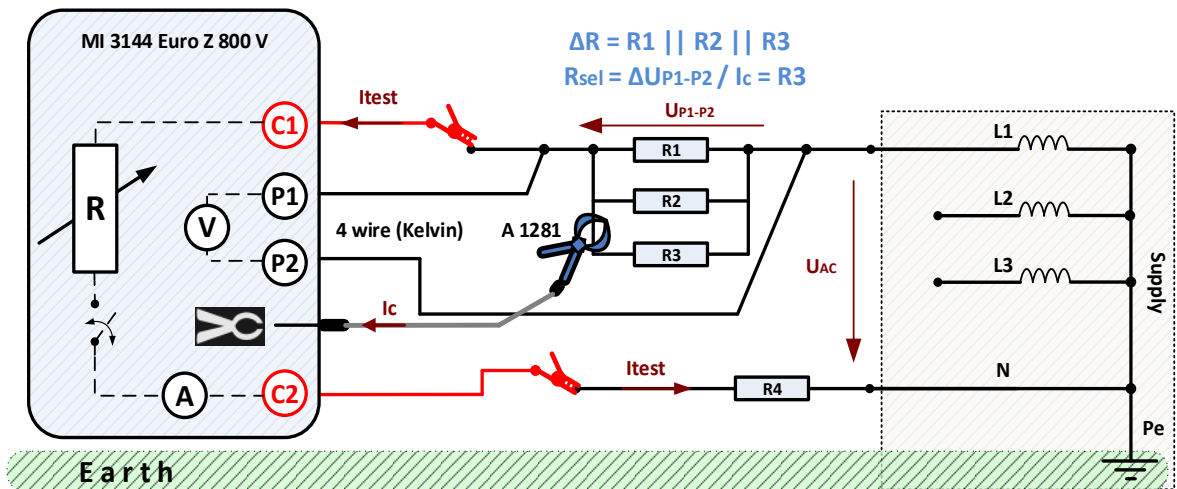 MI 3144 Euro Z 800 V
ΔR = R1 || R2 || R3
Rsel = ΔUP1-P2 / Ic = R3
Itest
C1
UP1-P2
R1
L1
P1
R
V
R2
L2
4 wire (Kelvin)
A 1281
P2
R3
L3
UAC
Supply
Ic
Itest
N
A
C2
R4
Pe
Earth